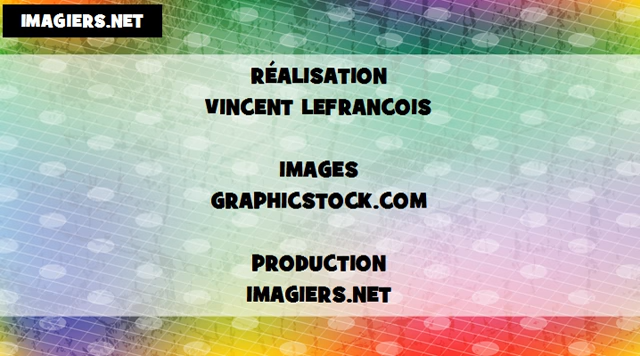 IMAGIERS.NET
RÉALISATION
VINCENT LEFRANCOIS
IMAGES
GRAPHICSTOCK.COM
PRODUCTION
IMAGIERS.NET